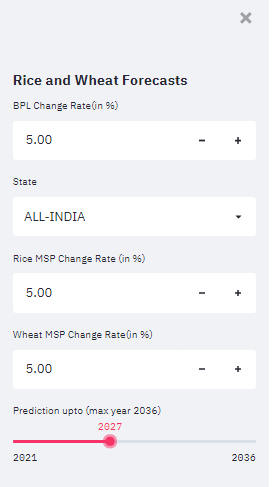 Rice and Wheat Forecasts
BPL Change Rate(in %)
5.00
State
ALL-INDIA
Rice MSP Change Rate (in %)
5.00
Wheat MSP Change Rate(in %)
5.00
Prediction upto (max year 2036)
2027
2021 2036